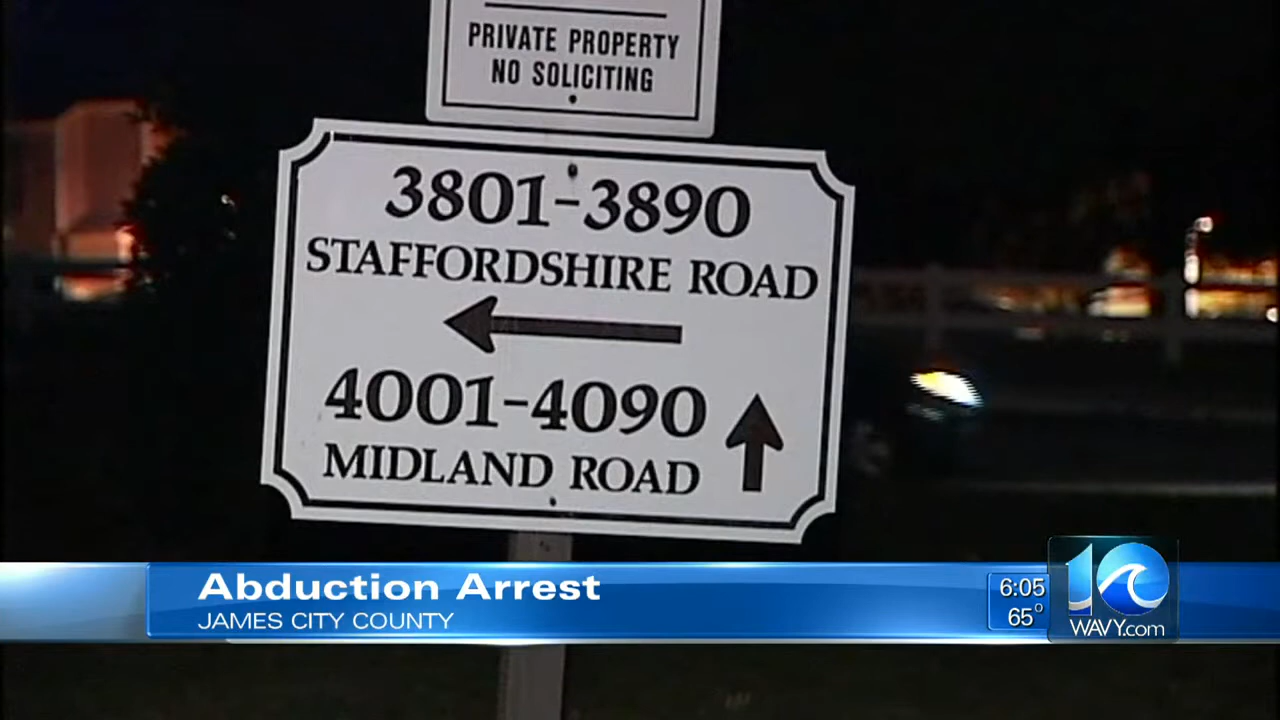 PRIVATE PROPERTY
NO SOLICITING
3801-3890
STAFFORDSHIRE ROAD
4001-4090
MIDLAND ROAD
Abduction Arrest
JAMES CITY COUNTY
6:05
65°
10
WAVY.com